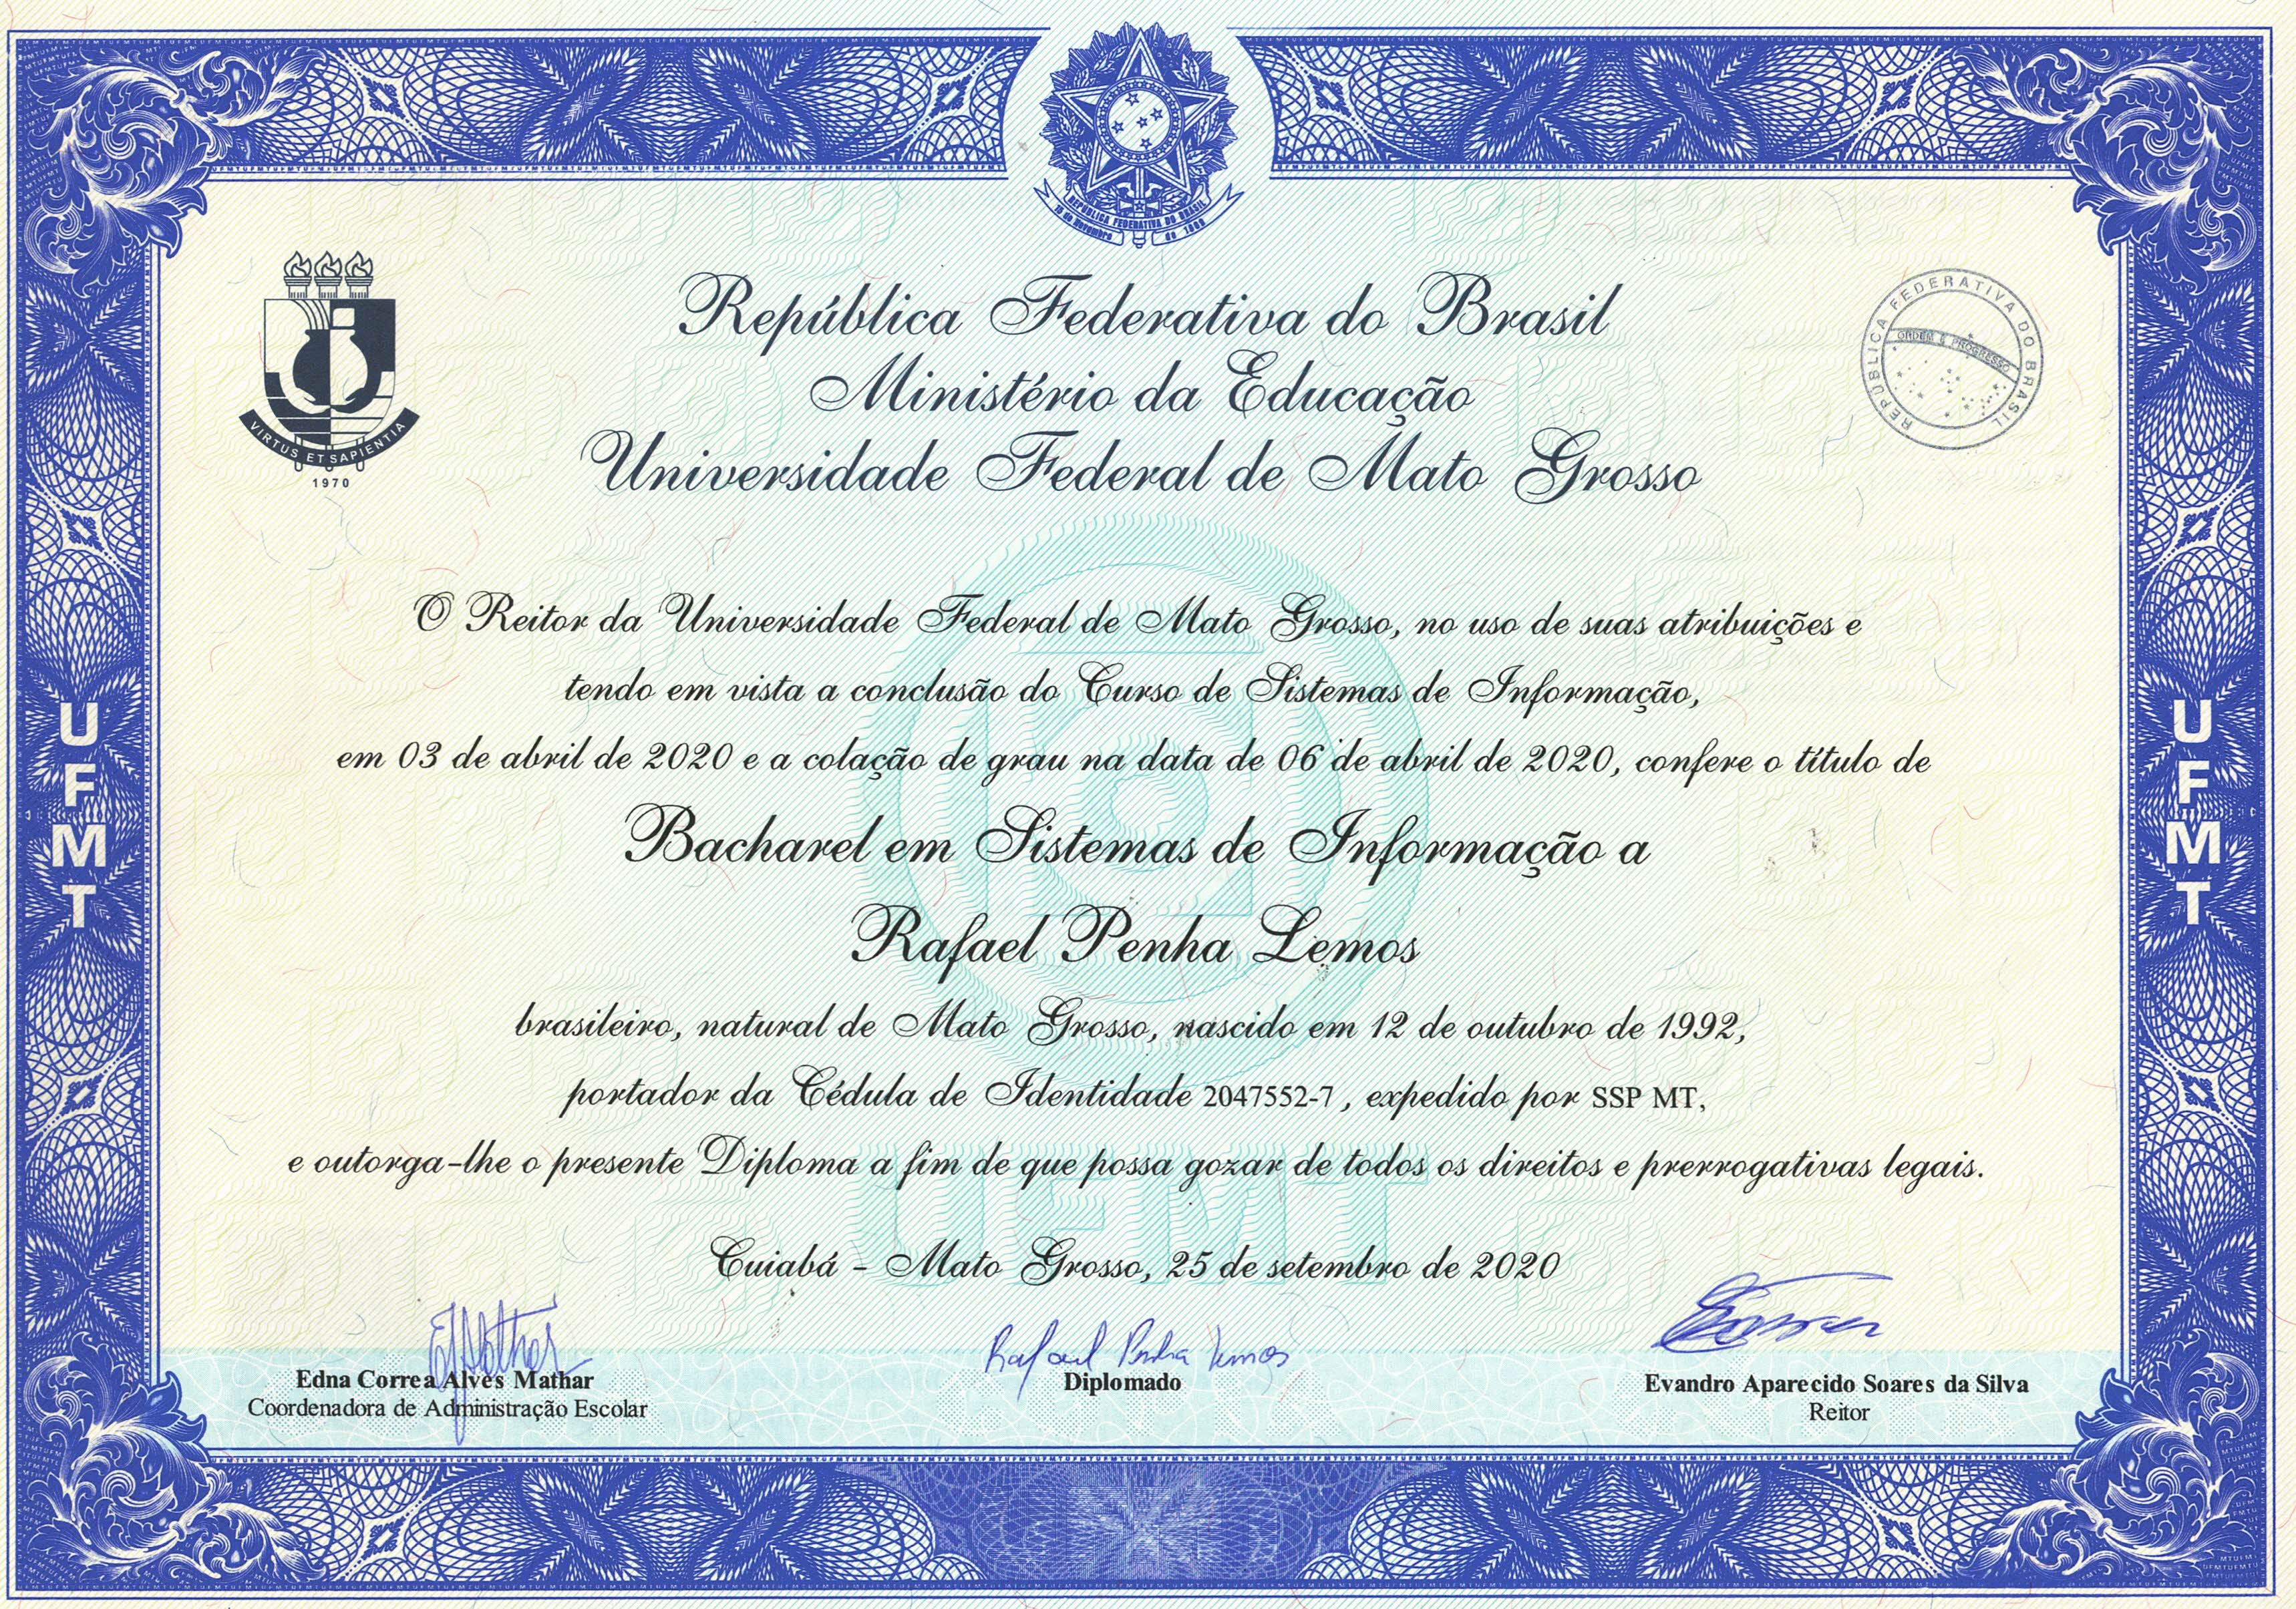 REPÚBLICA FEDERATIVA DO BRASIL
15 de Novembro de 1889
VIRTUS ET SAPIENTIA
1970
REPÚBLICA FEDERATIVA DO BRASIL
ORDEM E PROGRESSO
República Federativa do Brasil
Ministério da Educação
Universidade Federal de Mato Grosso
O Reitor da Universidade Federal de Mato Grosso, no uso de suas atribuições e
tendo em vista a conclusão do Curso de Sistemas de Informação,
em 03 de abril de 2020 e a colação de grau na data de 06 de abril de 2020, confere o título de
Bacharel em Sistemas de Informação a
Rafael Penha Lemos
brasileiro, natural de Mato Grosso, nascido em 12 de outubro de 1992,
portador da Cédula de Identidade 2047552-7, expedido por SSP MT,
e outorga-lhe o presente Diploma a fim de que possa gozar de todos os direitos e prerrogativas legais.
UFMT
Cuiabá - Mato Grosso, 25 de setembro de 2020
Rafael Penha Lemos
Edna Correa Alves Mathar
Coordenadora de Administração Escolar
Diplomado
Evandro Aparecido Soares da Silva
Reitor
UFMT
UFMT